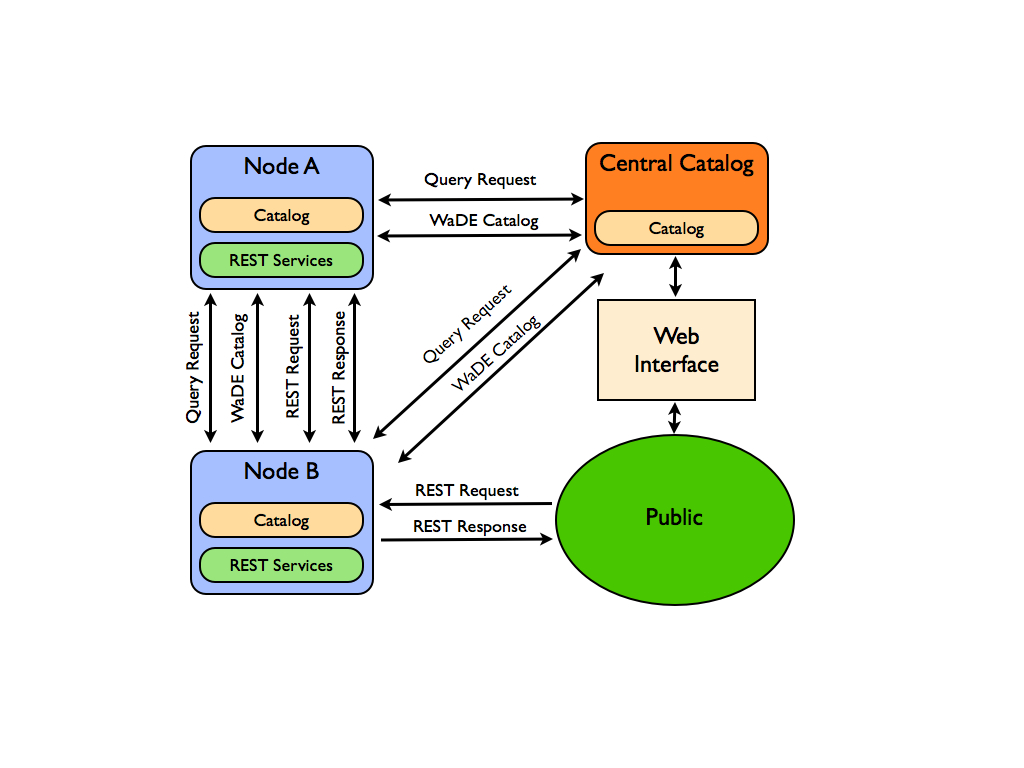 Node A
Catalog
REST Services
Query Request
WaDE Catalog
Central Catalog
Catalog
Query Request
WaDE Catalog
REST Request
REST Response
Query Request
WaDE Catalog
Web
Interface
Node B
Catalog
REST Services
REST Request
REST Response
Public